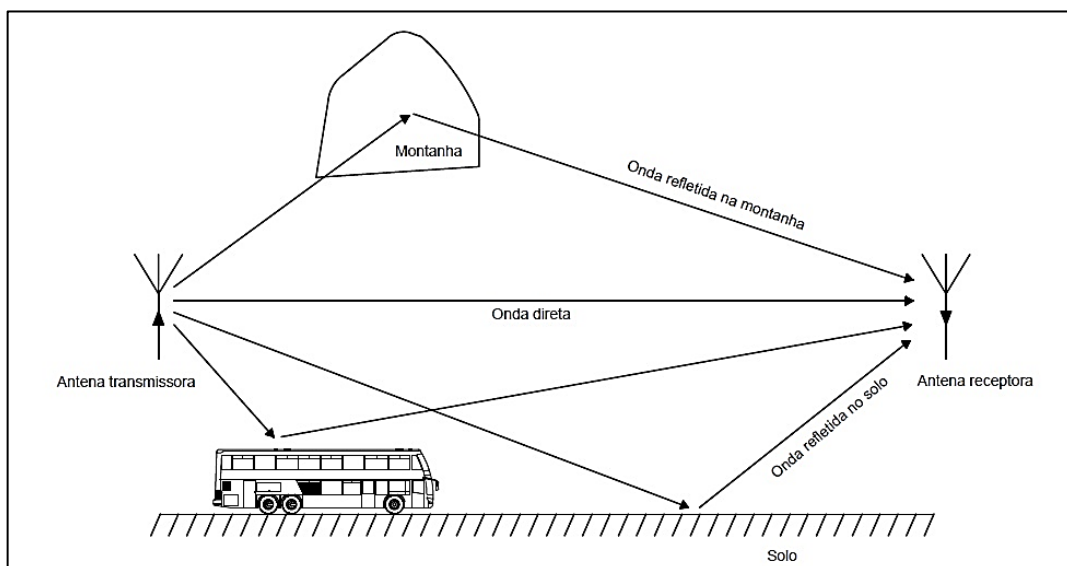 Montanha
Onda refletida na montanha
Onda direta
Antena transmissora
Antena receptora
Onda refletida no solo
Solo